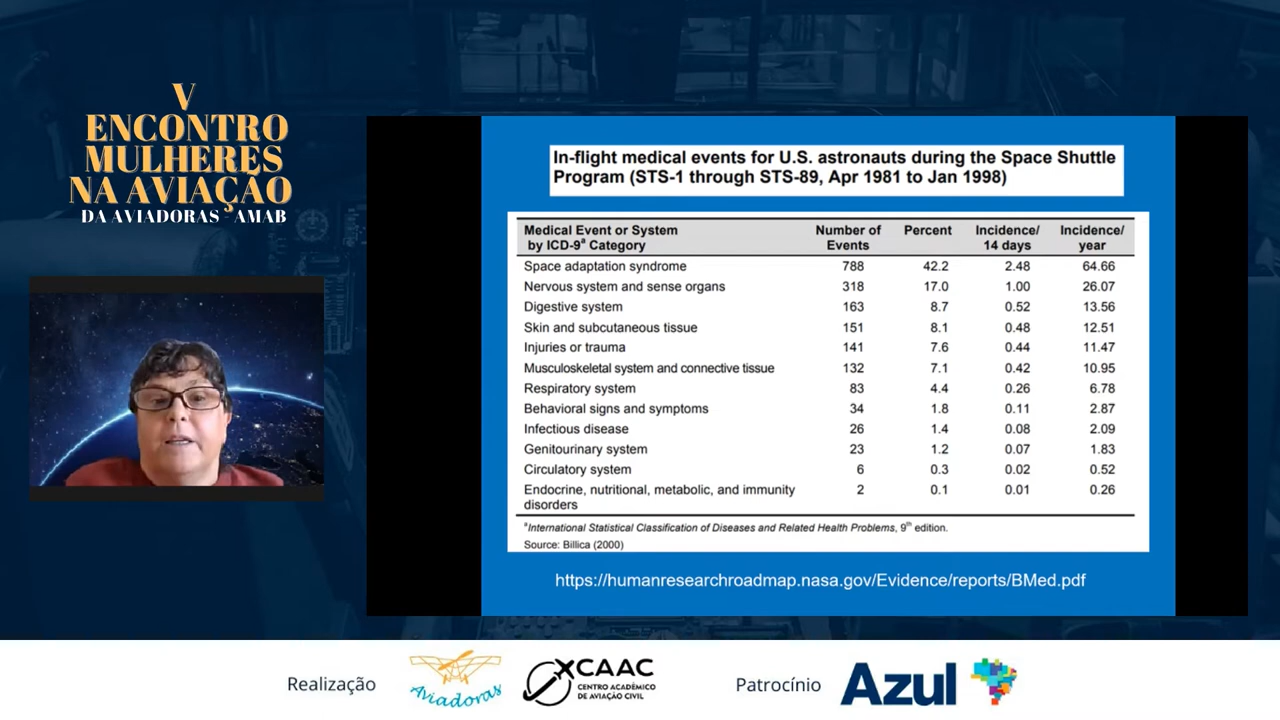 V
ENCONTRO
MULHERES
NA AVIAÇÃO
DA AVIADORAS - AMAB
In-flight medical events for U.S. astronauts during the Space Shuttle
Program (STS-1 through STS-89, Apr 1981 to Jan 1998)
Medical Event or System by ICD-9a Category Number of Events Percent Incidence/ 14 days Incidence/ year
Space adaptation syndrome 788 42.2 2.48 64.66
Nervous system and sense organs 318 17.0 1.00 26.07
Digestive system 163 8.7 0.52 13.56
Skin and subcutaneous tissue 151 8.1 0.48 12.51
Injuries or trauma 141 7.6 0.44 11.47
Musculoskeletal system and connective tissue 132 7.1 0.42 10.95
Respiratory system 83 4.4 0.26 6.78
Behavioral signs and symptoms 34 1.8 0.11 2.87
Infectious disease 26 1.4 0.08 2.09
Genitourinary system 23 1.2 0.07 1.83
Circulatory system 6 0.3 0.02 0.52
Endocrine, nutritional, metabolic, and immunity 2 0.1 0.01 0.26
disorders
aInternational Statistical Classification of Diseases and Related Health Problems, 9th edition.
Source: Billica (2000)
https://humanresearchroadmap.nasa.gov/Evidence/reports/BMed.pdf
Realização
Aviadoras
CAAC
CENTRO ACADÊMICO
DE AVIAÇÃO CIVIL
Patrocínio
Azul